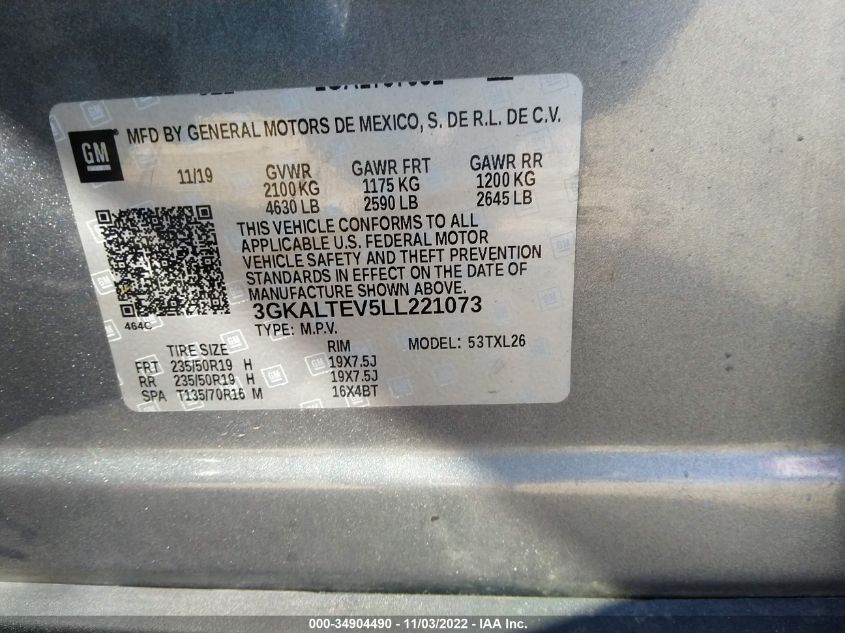 MFD BY GENERAL MOTORS DE MEXICO, S. DE R.L. DE C.V.
GM
11/19 GVWR GAWR FRT GAWR RR
2100 KG 1175 KG 1200 KG
4630 LB 2590 LB 2645 LB
THIS VEHICLE CONFORMS TO ALL
APPLICABLE U.S. FEDERAL MOTOR
VEHICLE SAFETY AND THEFT PREVENTION
STANDARDS IN EFFECT ON THE DATE OF
MANUFACTURE SHOWN ABOVE.
464C
3GKALTEV5LL221073
TYPE: M.P.V. MODEL: 53TXL26
TIRE SIZE RIM
FRT 235/50R19 H 19X7.5J
RR 235/50R19 H 19X7.5J
SPA T135/70R16 M 16X4BT
000-34904490 - 11/03/2022 - IAA Inc.